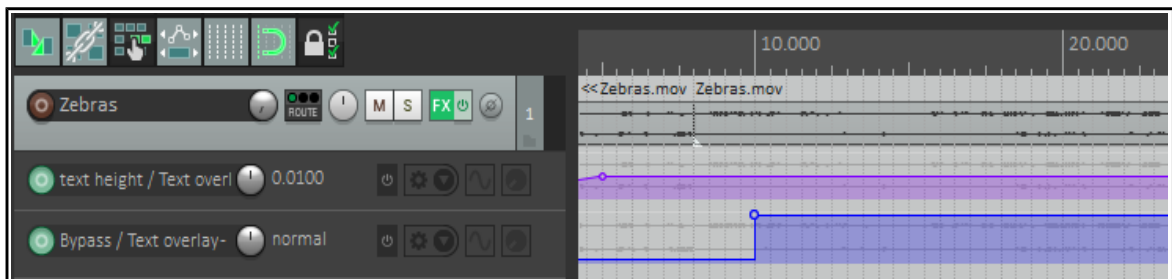 10.000 20.000
<<Zebras.mov Zebras.mov
Zebras ROUTE M S FX 1
text height / Text overl 0.0100
Bypass / Text overlay- normal